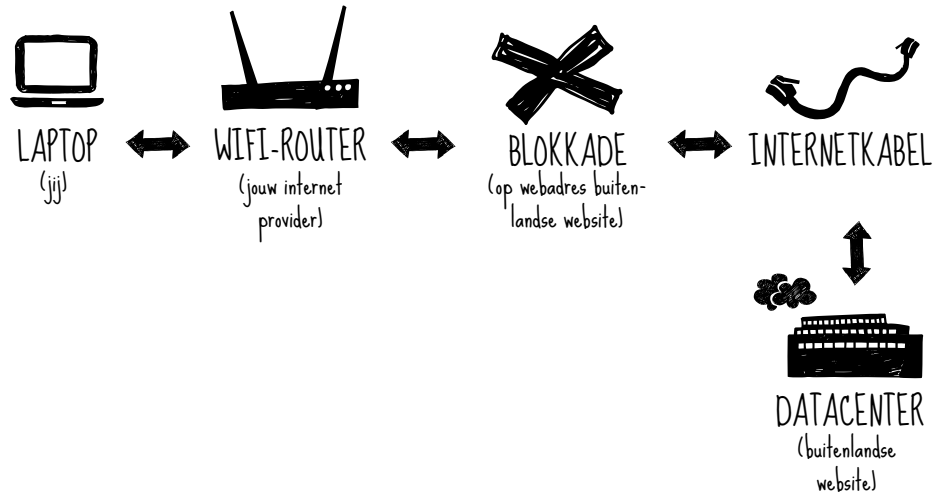 LAPTOP
(jij)
WIFI-ROUTER
(jouw internet
provider)
BLOKKADE
(op webadres buiten-
landse website)
INTERNETKABEL
DATACENTER
(buitenlandse
website)